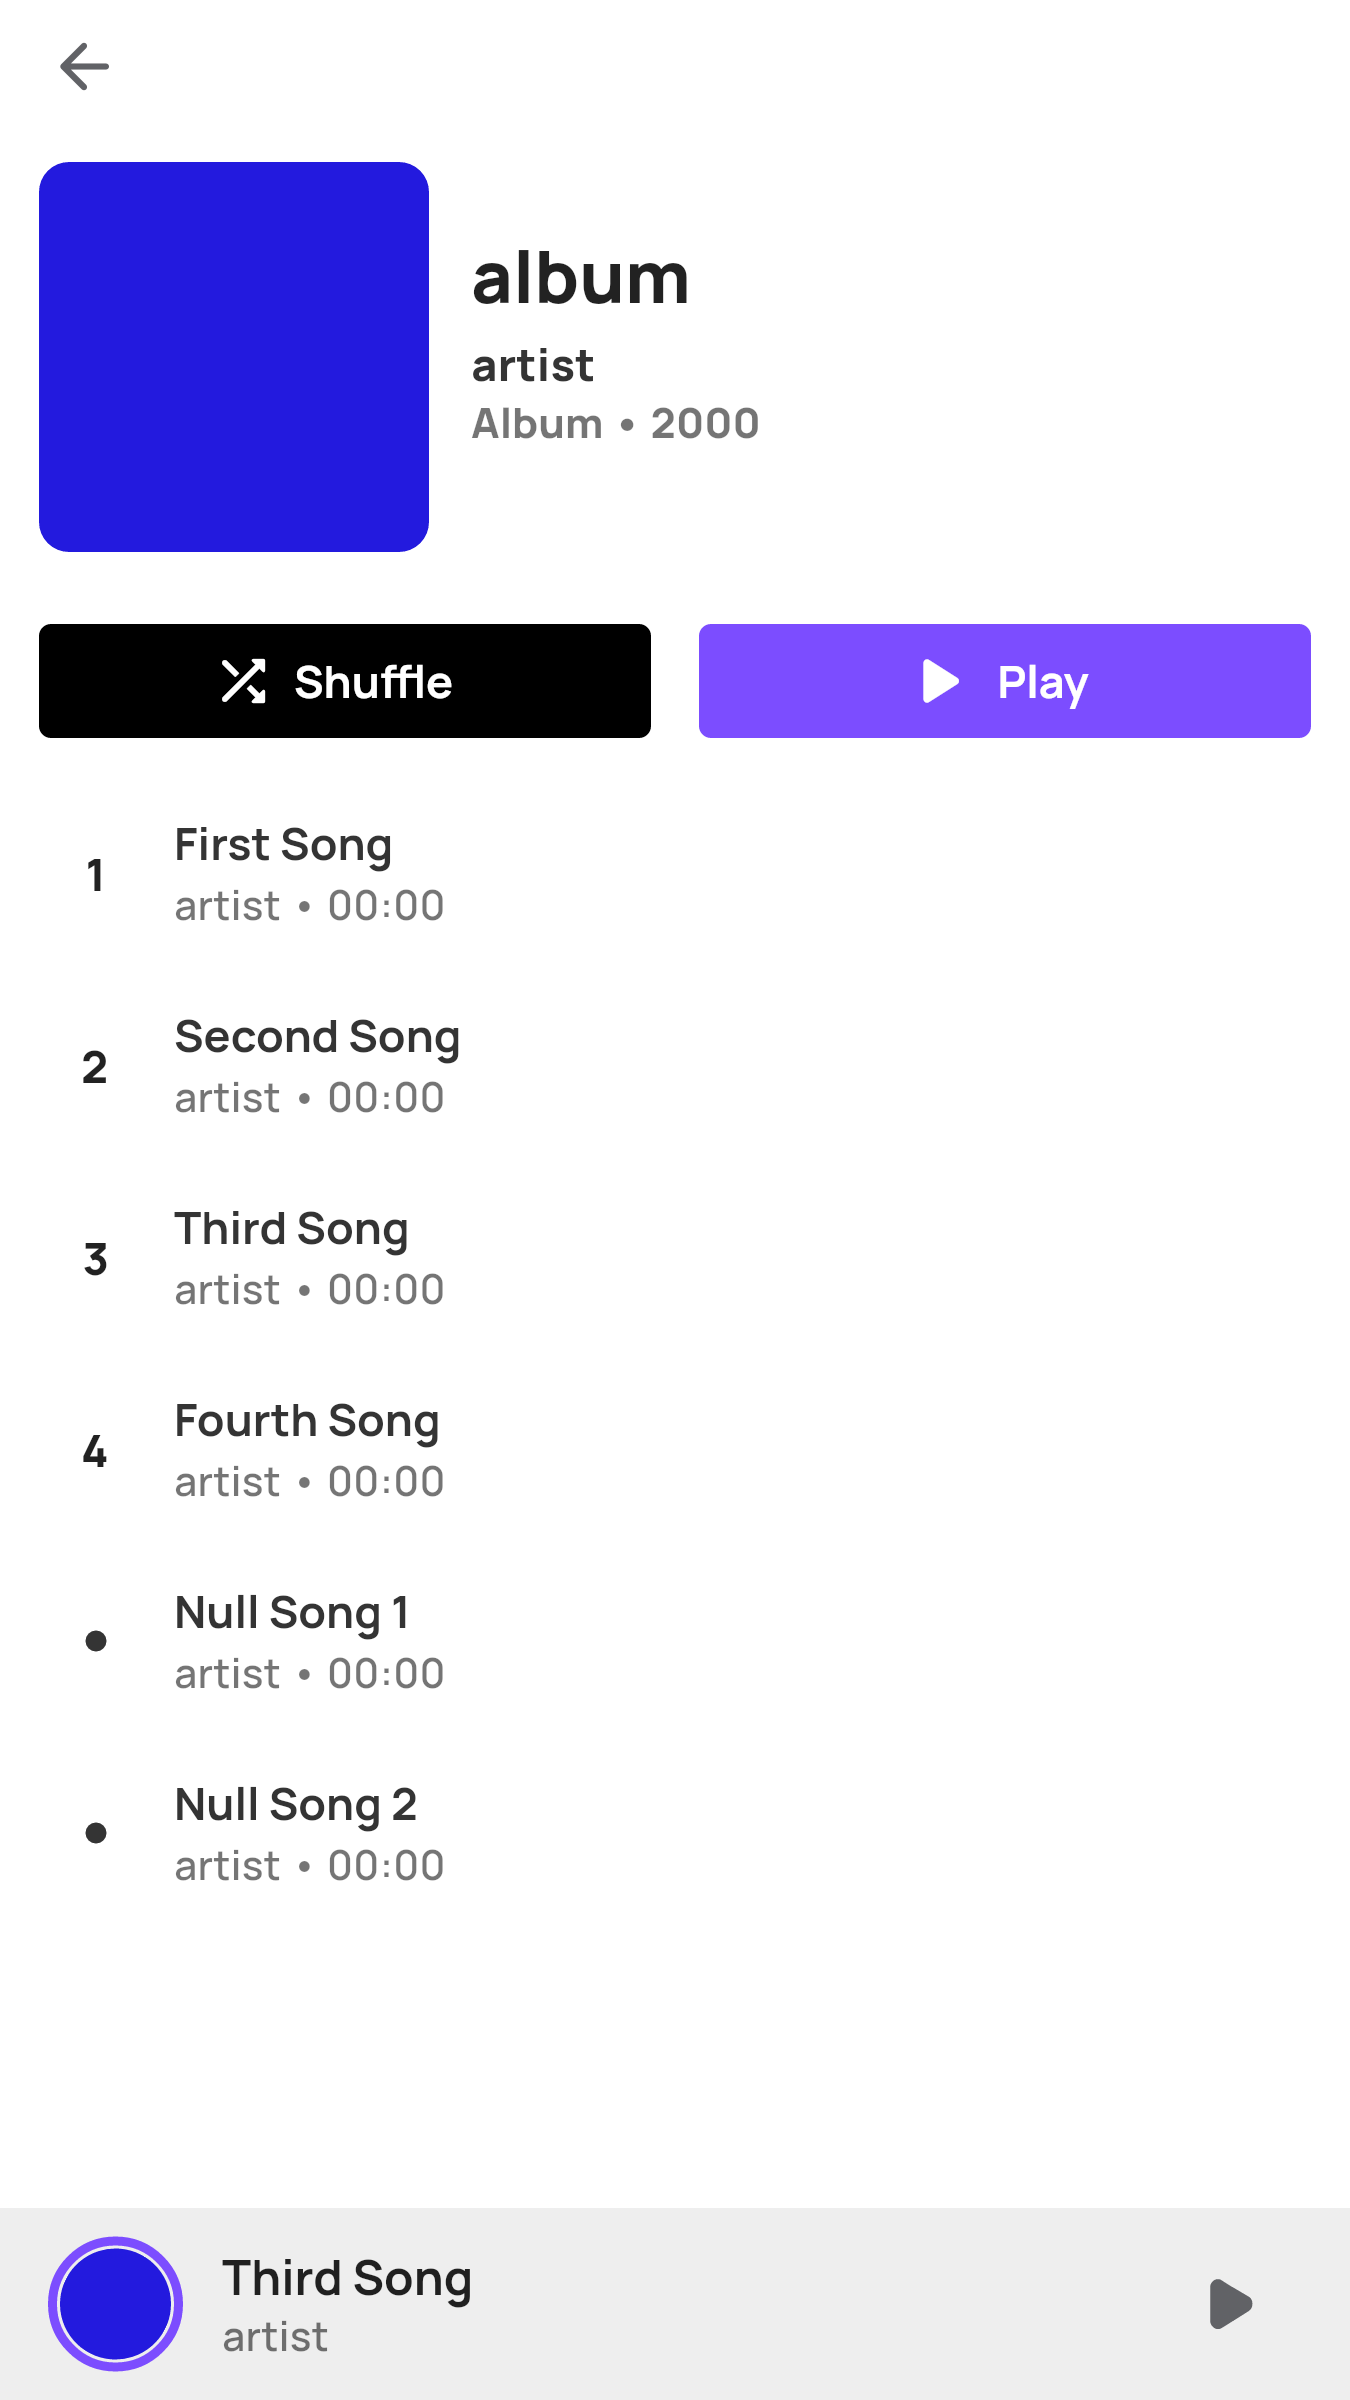 album
artist
Album • 2000
Shuffle
Play
1
First Song
artist • 00:00
2
Second Song
artist • 00:00
3
Third Song
artist • 00:00
4
Fourth Song
artist • 00:00
•
Null Song 1
artist • 00:00
•
Null Song 2
artist • 00:00
Third Song
artist